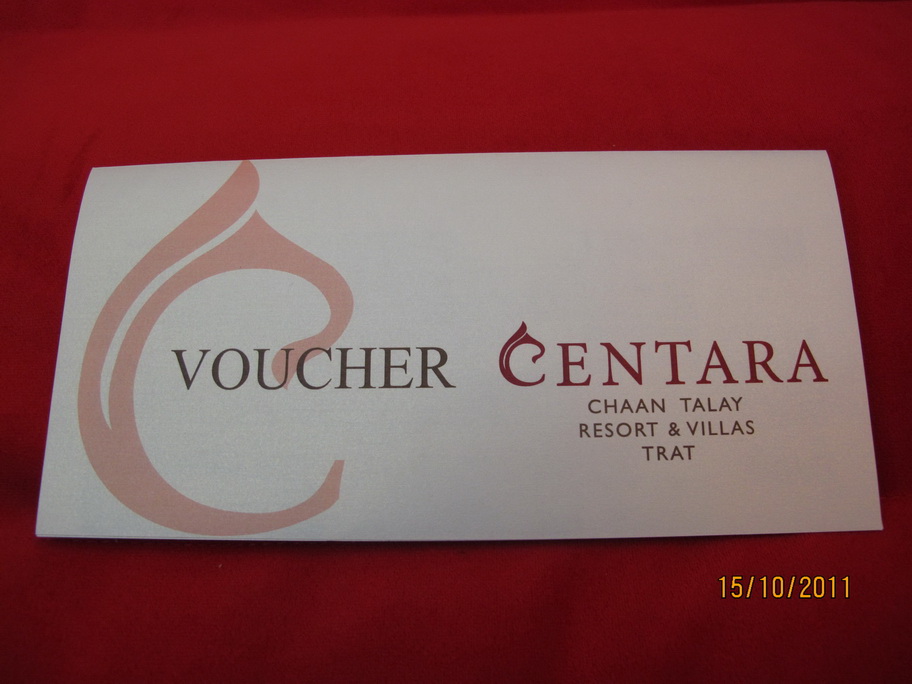 VOUCHER
CENTARA
CHAAN TALAY
RESORT & VILLAS
TRAT
15/10/2011